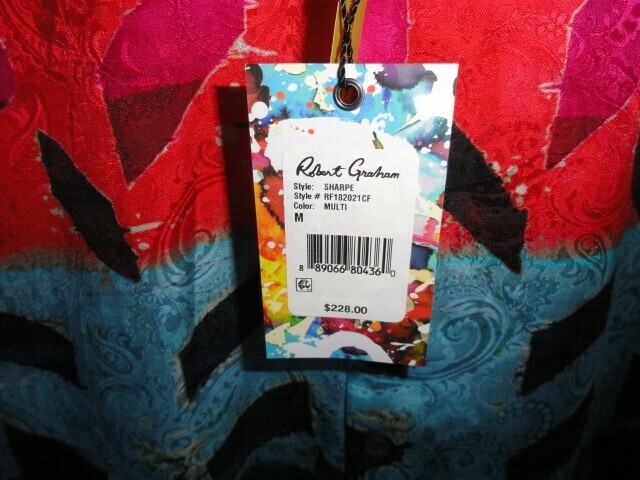 Robert Graham
Style: SHARPE
Style # RF182021CF
Color: MULTI
M
8 89066 80436 0
$228.00